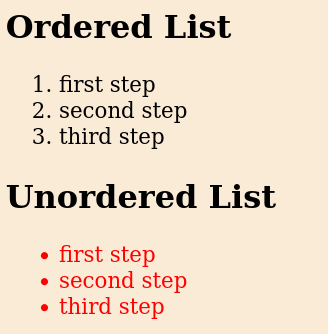 Ordered List
1. first step
2. second step
3. third step
Unordered List
• first step
• second step
• third step